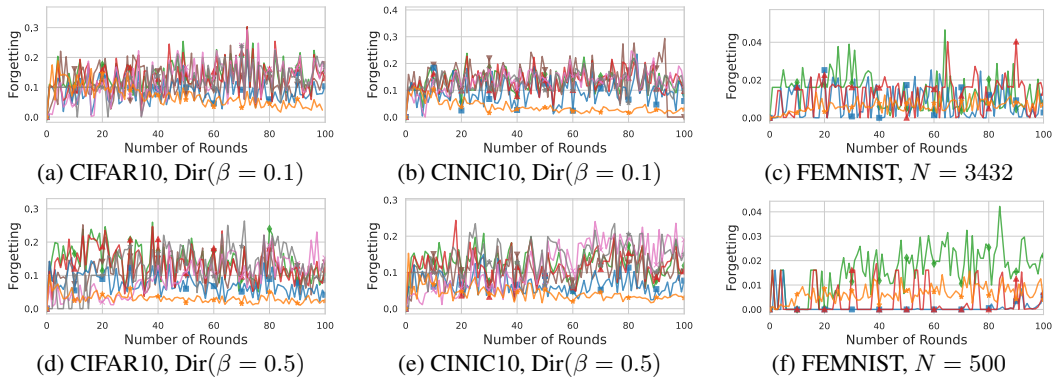 Forgetting
0.3
0.2
0.1
0.0
0 20 40 60 80 100
Number of Rounds
(a) CIFAR10, Dir(β = 0.1)
Forgetting
0.4
0.3
0.2
0.1
0.0
0 20 40 60 80 100
Number of Rounds
(b) CINIC10, Dir(β = 0.1)
Forgetting
0.04
0.02
0.00
0 20 40 60 80 100
Number of Rounds
(c) FEMNIST, N = 3432
Forgetting
0.3
0.2
0.1
0.0
0 20 40 60 80 100
Number of Rounds
(d) CIFAR10, Dir(β = 0.5)
Forgetting
0.3
0.2
0.1
0.0
0 20 40 60 80 100
Number of Rounds
(e) CINIC10, Dir(β = 0.5)
Forgetting
0.04
0.03
0.02
0.01
0.00
0 20 40 60 80 100
Number of Rounds
(f) FEMNIST, N = 500